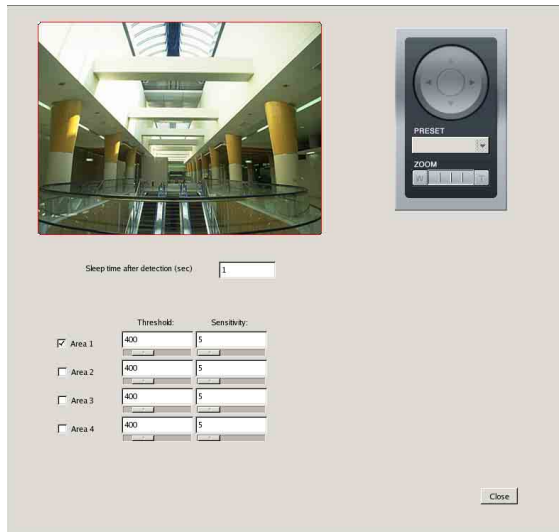 PRESET
ZOOM
W T
Sleep time after detection (sec) 1
Threshold: Sensitivity:
Area 1 400 5
Area 2 400 5
Area 3 400 5
Area 4 400 5
Close